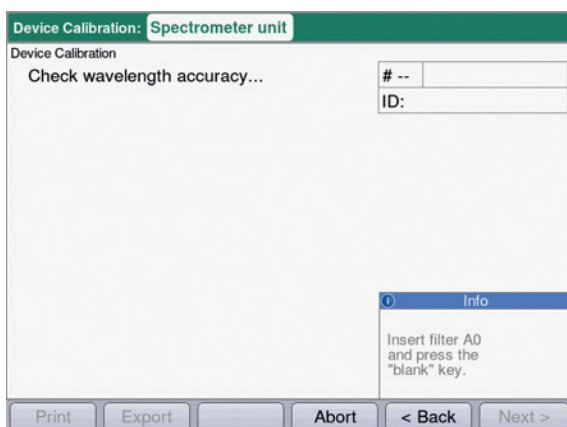 Device Calibration: Spectrometer unit
Device Calibration
Check wavelength accuracy...
# --
ID:
Info
Insert filter A0
and press the
"blank" key.
Print Export Abort < Back Next >